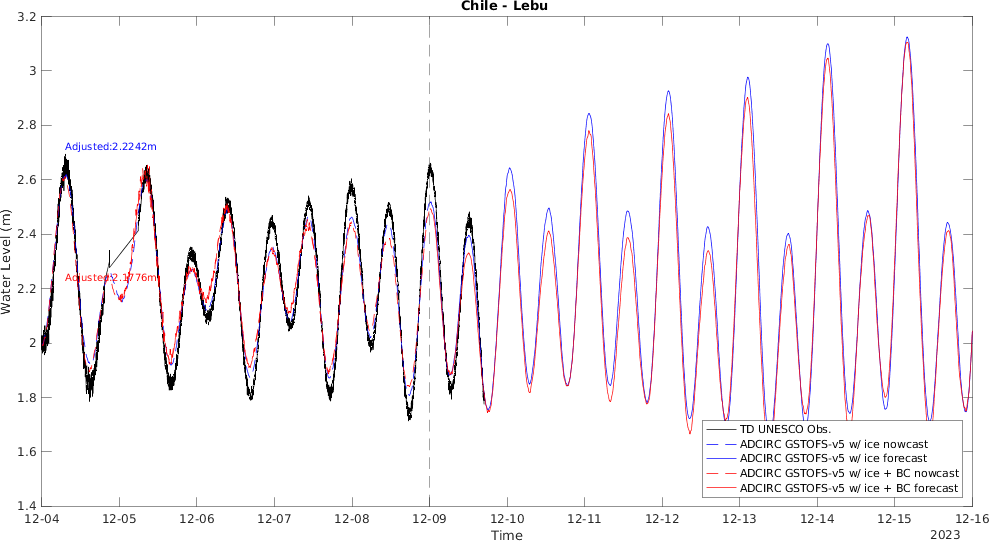 Chile - Lebu
Water Level (m)
3.2
3
2.8
2.6
2.4
2.2
2
1.8
1.6
1.4
Adjusted:2.2242m
Adjusted:2.1776m
TD UNESCO Obs.
ADCIRC GSTOFS-v5 w/ ice nowcast
ADCIRC GSTOFS-v5 w/ ice forecast
ADCIRC GSTOFS-v5 w/ ice + BC nowcast
ADCIRC GSTOFS-v5 w/ ice + BC forecast
12-04 12-05 12-06 12-07 12-08 12-09 12-10 12-11 12-12 12-13 12-14 12-15 12-16
Time
2023